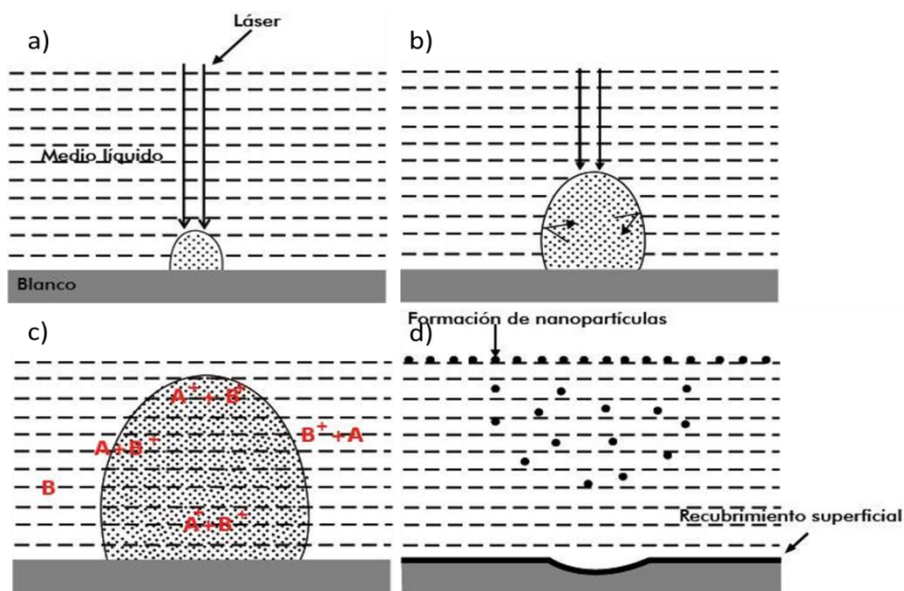 a)
Láser
Medio líquido
Blanco
b)
c)
A⁺ + B⁺
A+B⁺
B⁺+A
B
A⁺+B⁺
Formación de nanopartículas
d)
Recubrimiento superficial